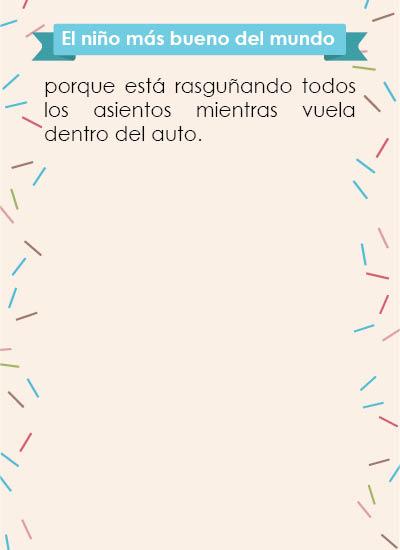 El niño más bueno del mundo
porque está rasguñando todos
los asientos mientras vuela
dentro del auto.